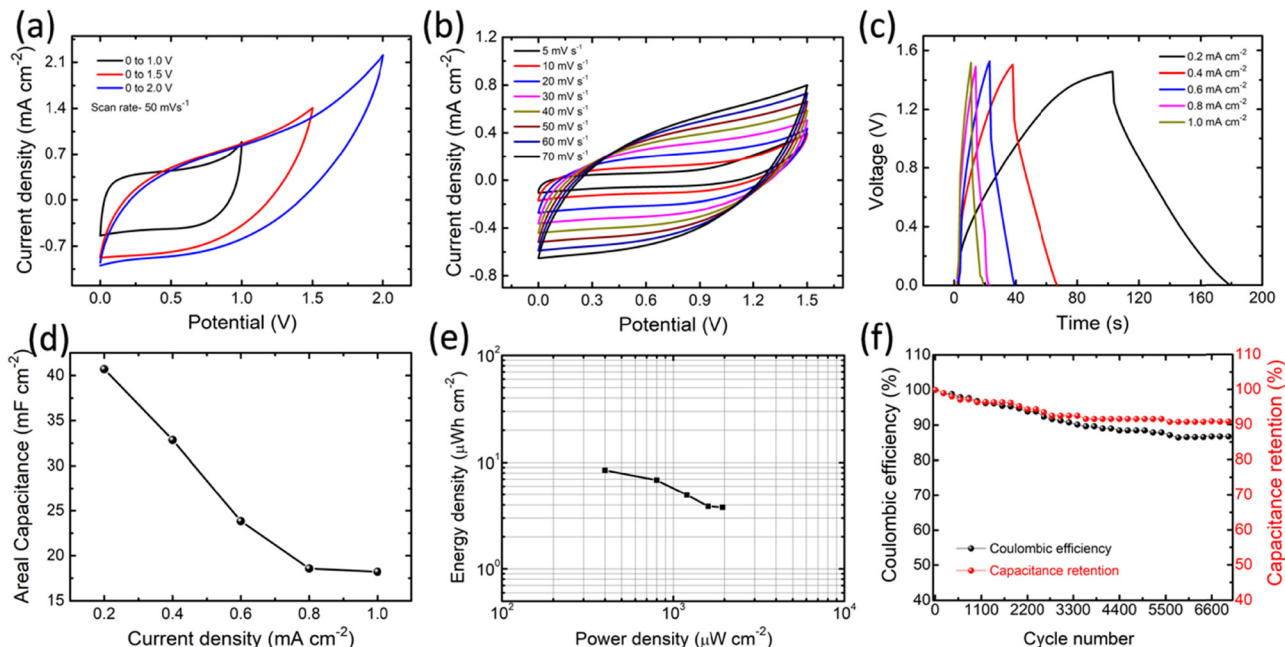 (a)
Current density (mA cm-2)
2.1
1.4
0.7
0.0
-0.7
0 to 1.0 V
0 to 1.5 V
0 to 2.0 V
Scan rate- 50 mVs-1
0.0 0.5 1.0 1.5 2.0
Potential (V)
(b)
Current density (mA cm-2)
0.8
0.4
0.0
-0.4
-0.8
5 mV s-1
10 mV s-1
20 mV s-1
30 mV s-1
40 mV s-1
50 mV s-1
60 mV s-1
70 mV s-1
0.0 0.3 0.6 0.9 1.2 1.5
Potential (V)
(c)
Voltage (V)
1.6
1.2
0.8
0.4
0.0
0.2 mA cm-2
0.4 mA cm-2
0.6 mA cm-2
0.8 mA cm-2
1.0 mA cm-2
0 40 80 120 160 200
Time (s)
(d)
Areal Capacitance (mF cm-2)
40
35
30
25
20
15
0.2 0.4 0.6 0.8 1.0
Current density (mA cm-2)
(e)
Energy density (µWh cm-2)
10^2
10^1
10^0
10^2 10^3 10^4
Power density (µW cm-2)
(f)
Coulombic efficiency (%)
110
100
90
80
70
60
50
40
Coulombic efficiency
Capacitance retention
0 1100 2200 3300 4400 5500 6600
Cycle number
110
100
90
80
70
60
50
40
Capacitance retention (%)